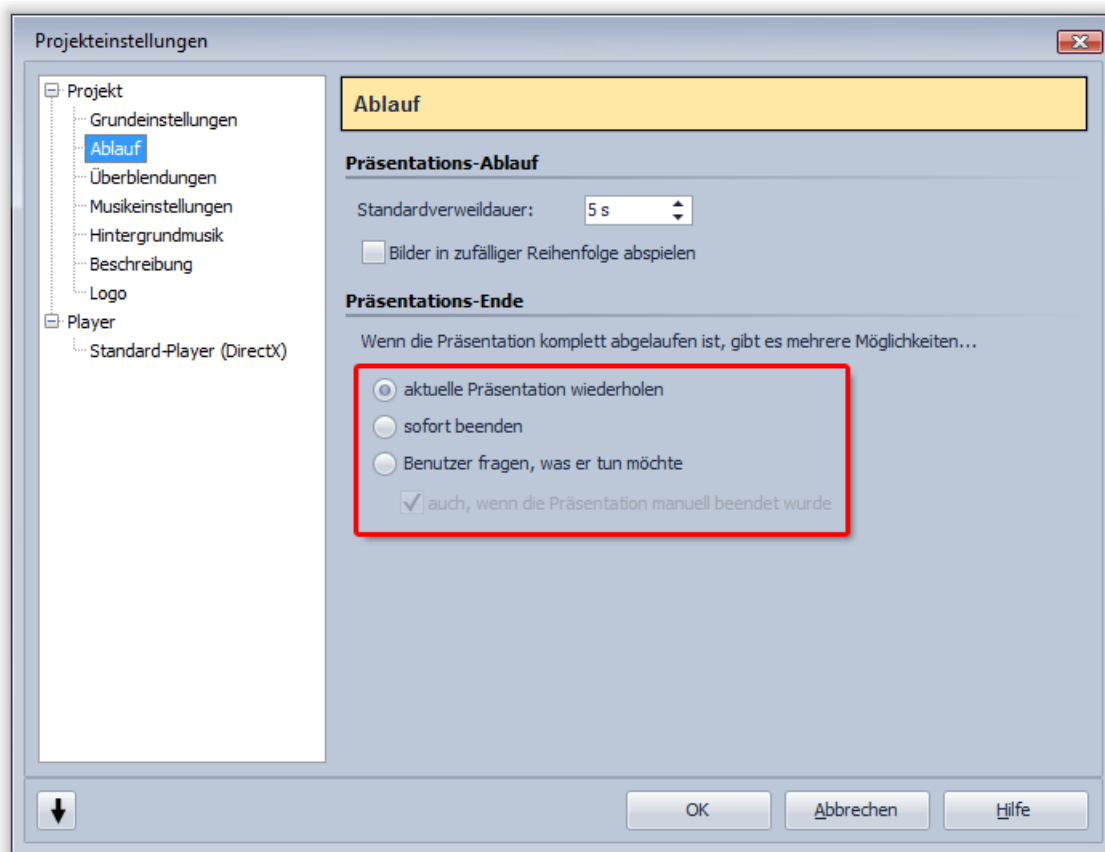 Projekteinstellungen
Projekt
Grundeinstellungen
Ablauf
Überblendungen
Musikeinstellungen
Hintergrundmusik
Beschreibung
Logo
Player
Standard-Player (DirectX)
Ablauf
Präsentations-Ablauf
Standardverweildauer: 5 s
Bilder in zufälliger Reihenfolge abspielen
Präsentations-Ende
Wenn die Präsentation komplett abgelaufen ist, gibt es mehrere Möglichkeiten...
aktuelle Präsentation wiederholen
sofort beenden
Benutzer fragen, was er tun möchte
auch, wenn die Präsentation manuell beendet wurde
OK Abbrechen Hilfe